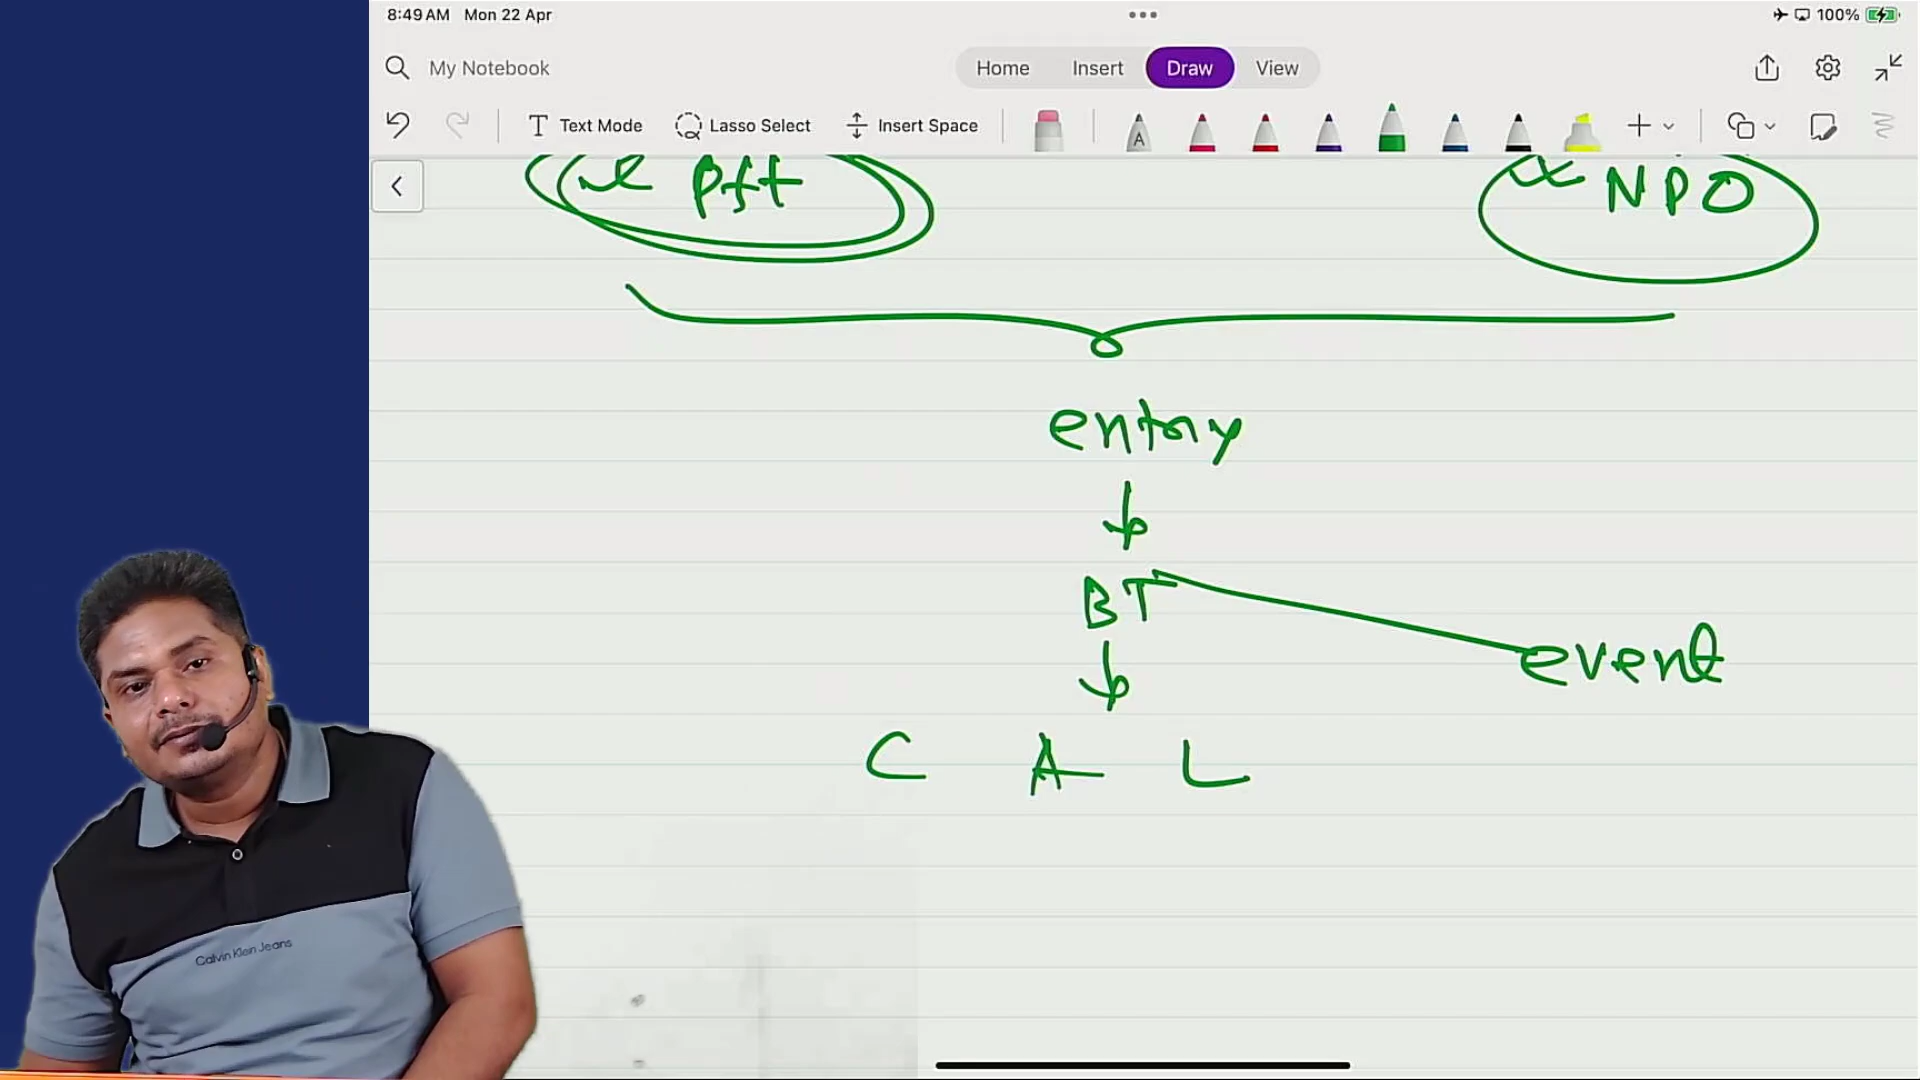 8:49 AM Mon 22 Apr
100%
My Notebook
Home Insert Draw View
Text Mode Lasso Select Insert Space
A
Pft
NPO
entry
BT
event
C A L
Calvin Klein Jeans